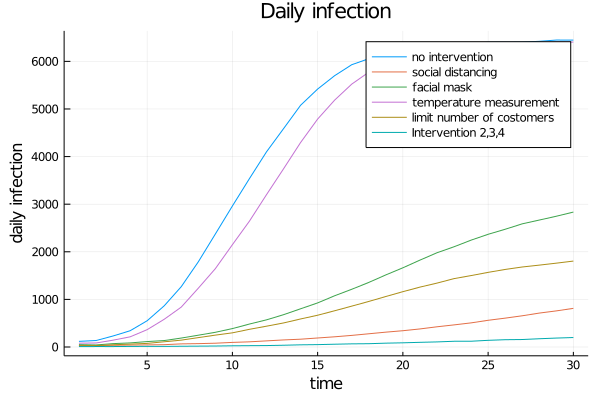 Daily infection
daily infection
6000
5000
4000
3000
2000
1000
0
no intervention
social distancing
facial mask
temperature measurement
limit number of costomers
Intervention 2,3,4
5 10 15 20 25 30
time